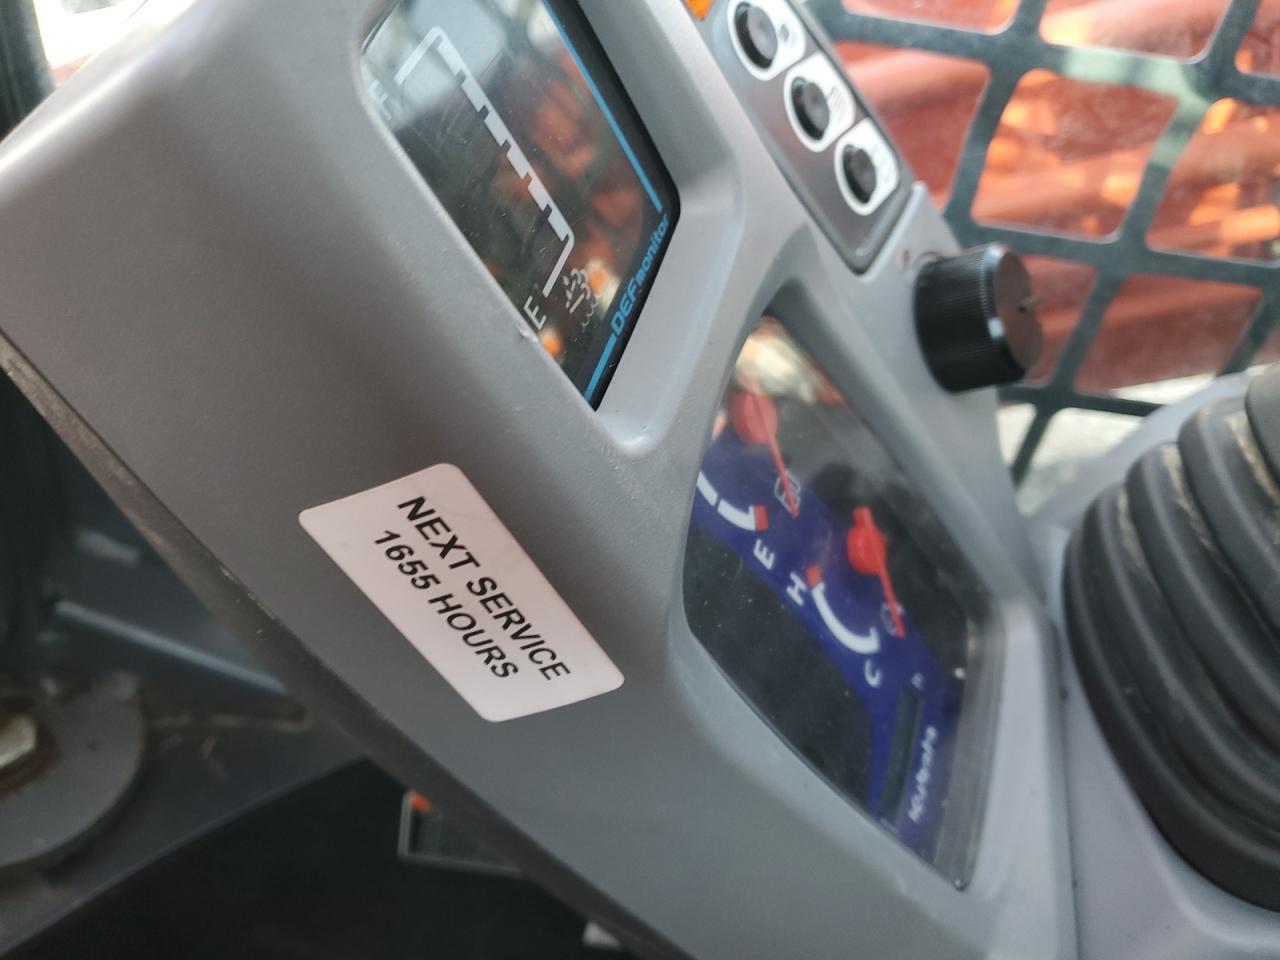 F
E
DEFmonitor
NEXT SERVICE
1655 HOURS
E
H
C
Kubota